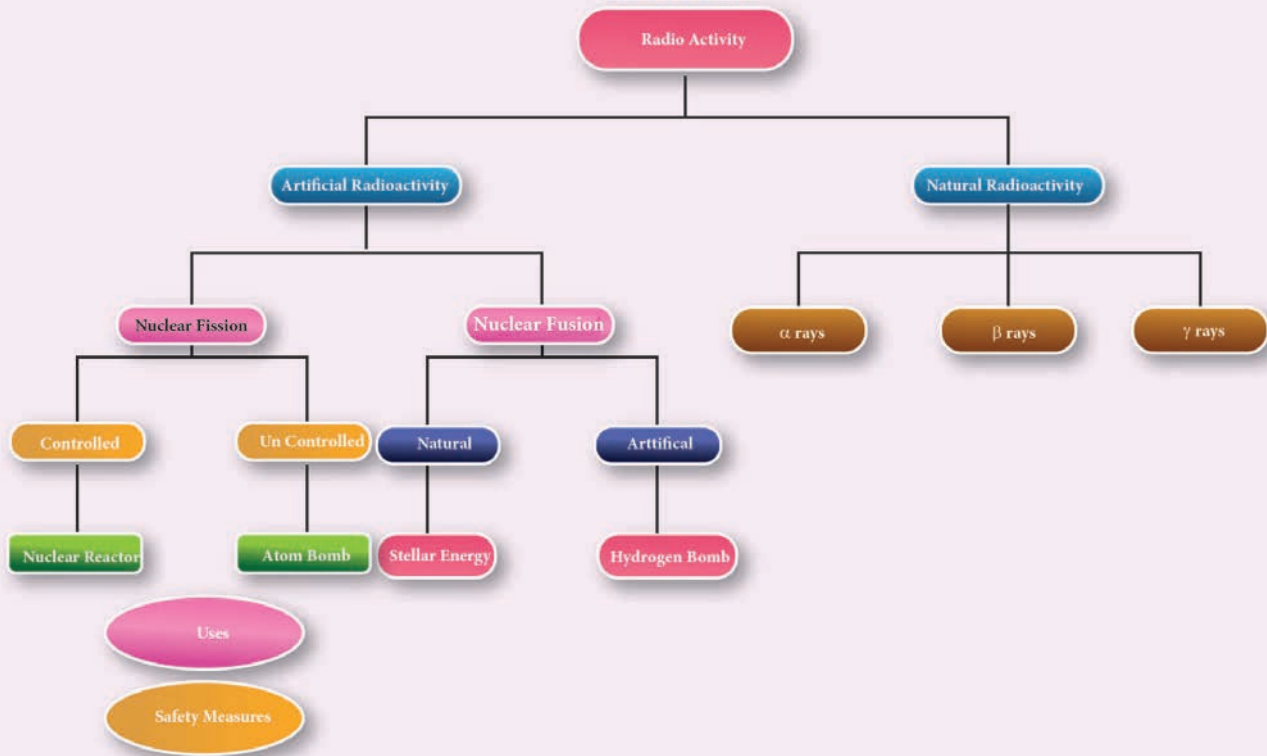 Radio Activity
Artificial Radioactivity
Natural Radioactivity
Nuclear Fission
Nuclear Fusion
α rays
β rays
γ rays
Controlled
Un Controlled
Natural
Arttifical
Nuclear Reactor
Atom Bomb
Stellar Energy
Hydrogen Bomb
Uses
Safety Measures